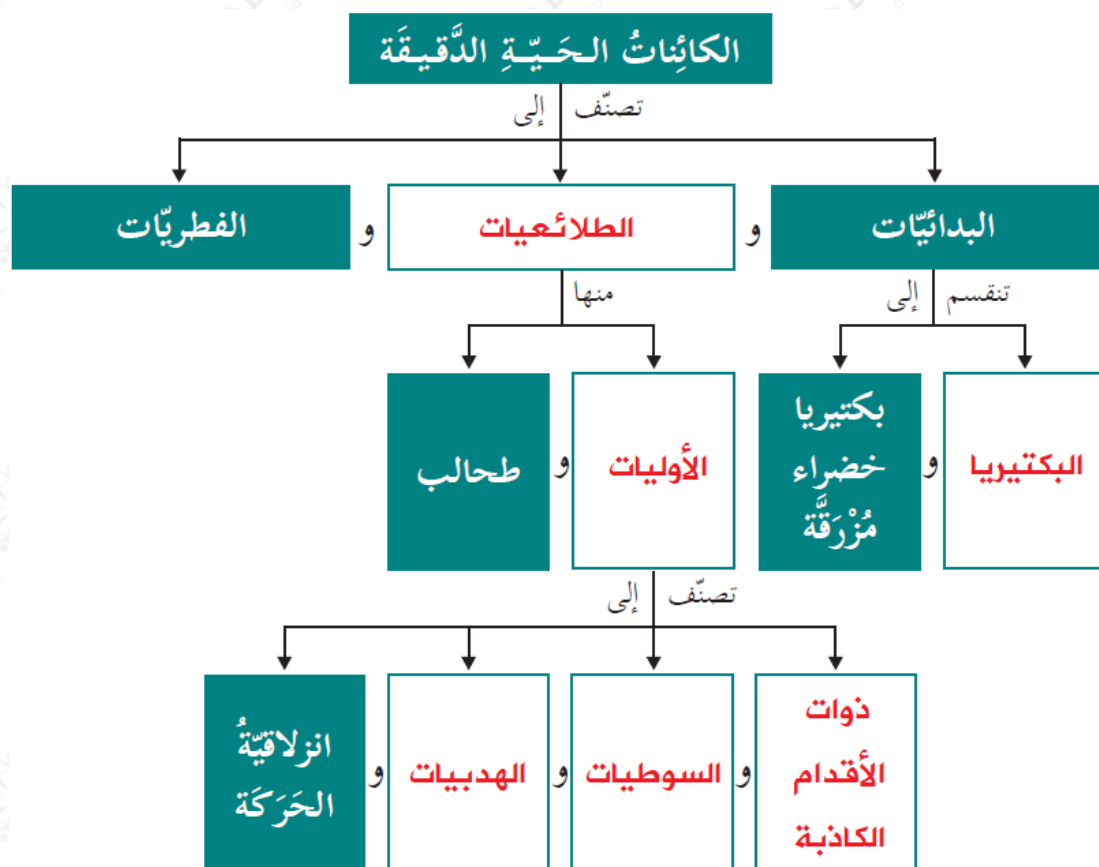 الكائِناتُ الحَيّةِ الدَّقيقَة
تصنّف إلى
البدائيّات و الطلائعيات و الفطريّات
تنقسم إلى
منها
البكتيريا و بكتيريا خضراء مُزْرَقَّة
الأوليات و طحالب
تصنّف إلى
ذوات الأقدام الكاذبة و السوطيات و الهدبيات و انزلاقيّةُ الحَرَكَة